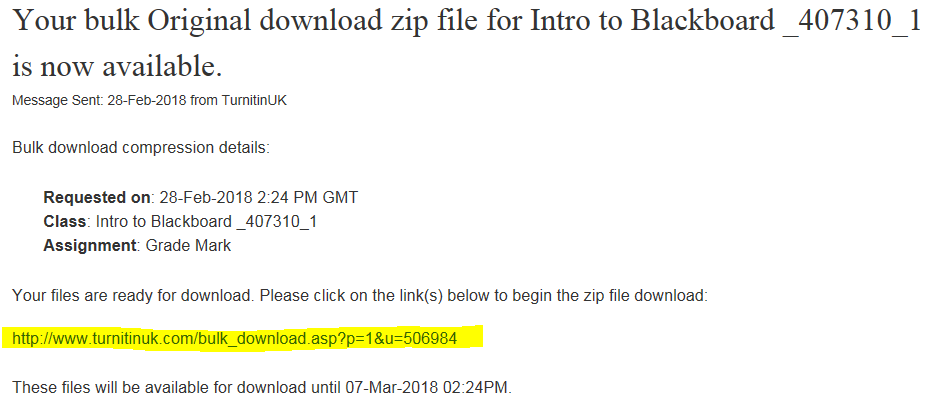 Your bulk Original download zip file for Intro to Blackboard _407310_1
is now available.
Message Sent: 28-Feb-2018 from TurnitinUK
Bulk download compression details:
Requested on: 28-Feb-2018 2:24 PM GMT
Class: Intro to Blackboard _407310_1
Assignment: Grade Mark
Your files are ready for download. Please click on the link(s) below to begin the zip file download:
http://www.turnitinuk.com/bulk_download.asp?p=1&u=506984
These files will be available for download until 07-Mar-2018 02:24PM.